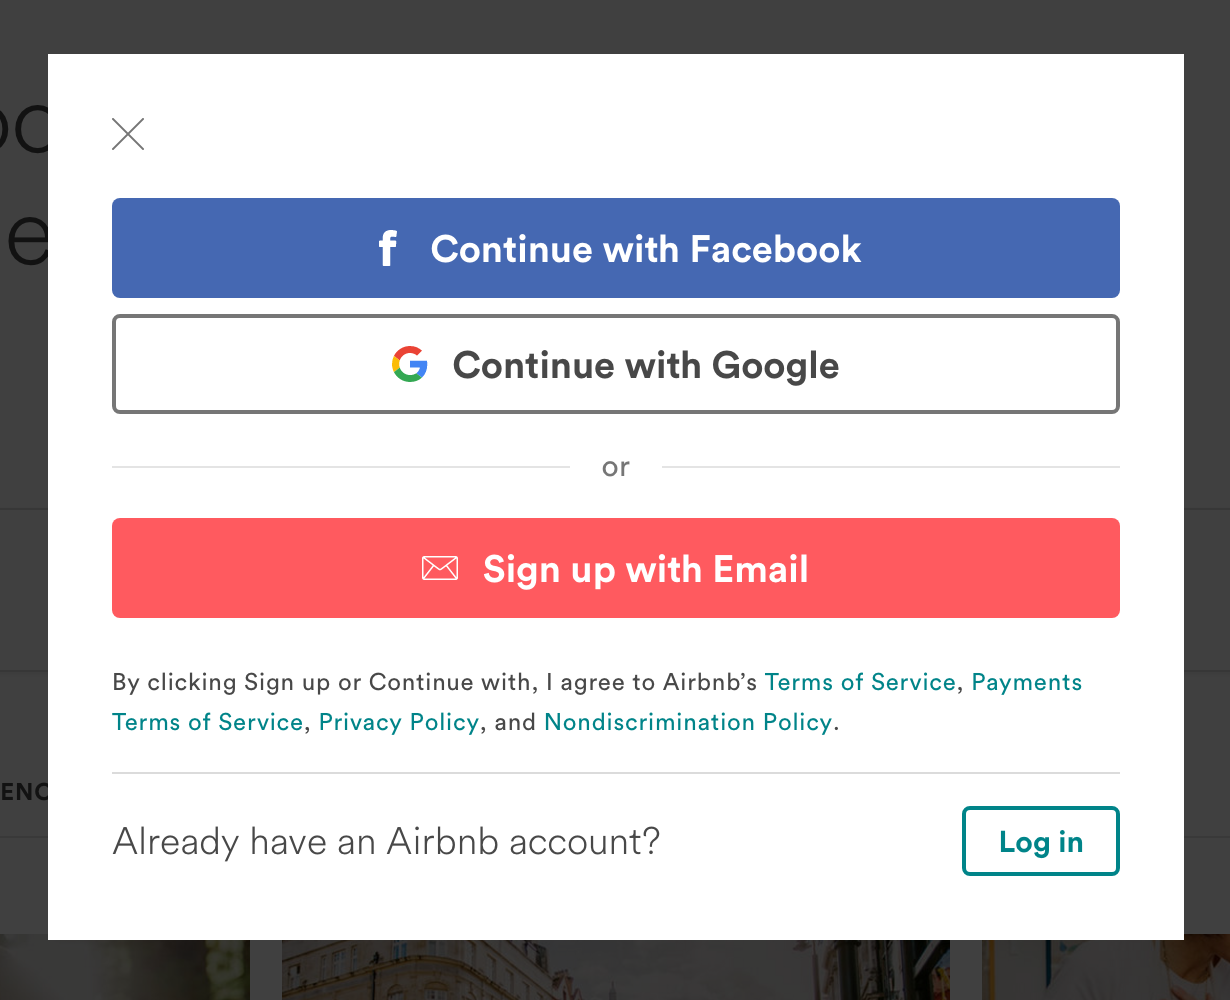 Continue with Facebook
Continue with Google
or
Sign up with Email
By clicking Sign up or Continue with, I agree to Airbnb’s Terms of Service, Payments
Terms of Service, Privacy Policy, and Nondiscrimination Policy.
Already have an Airbnb account?
Log in